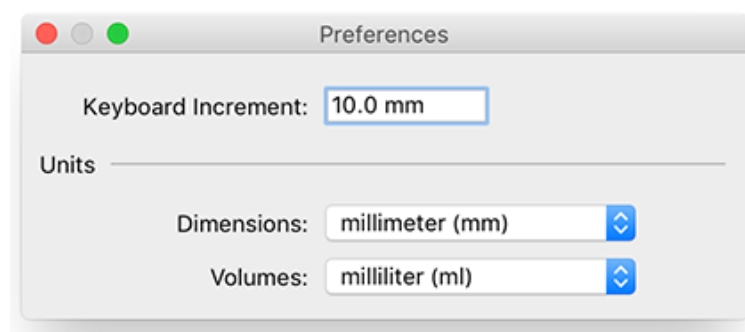 Preferences
Keyboard Increment: 10.0 mm
Units
Dimensions: millimeter (mm)
Volumes: milliliter (ml)